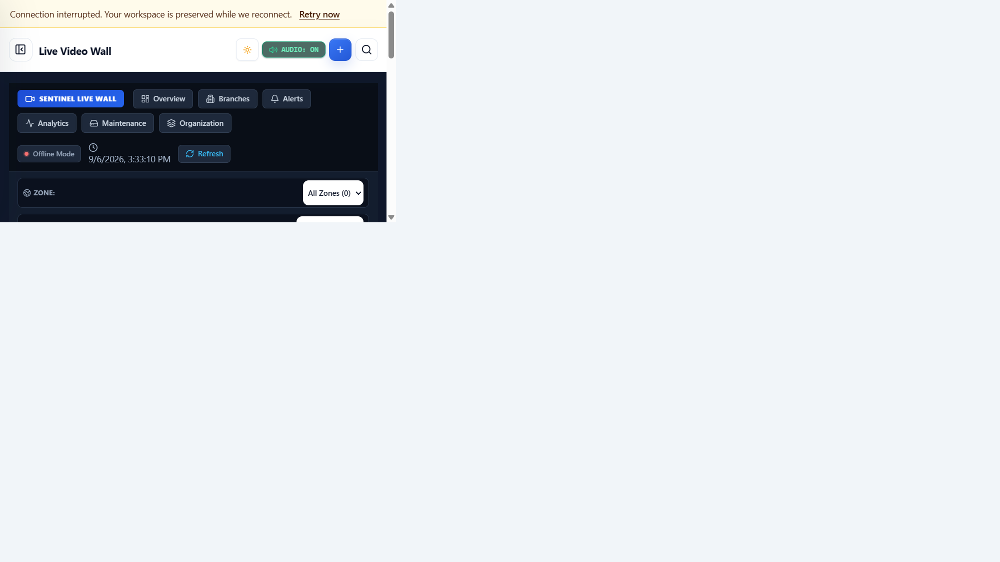 Connection interrupted. Your workspace is preserved while we reconnect. Retry now
Live Video Wall
AUDIO: ON
SENTINEL LIVE WALL
Overview
Branches
Alerts
Analytics
Maintenance
Organization
Offline Mode
9/6/2026, 3:33:10 PM
Refresh
ZONE:
All Zones (0)